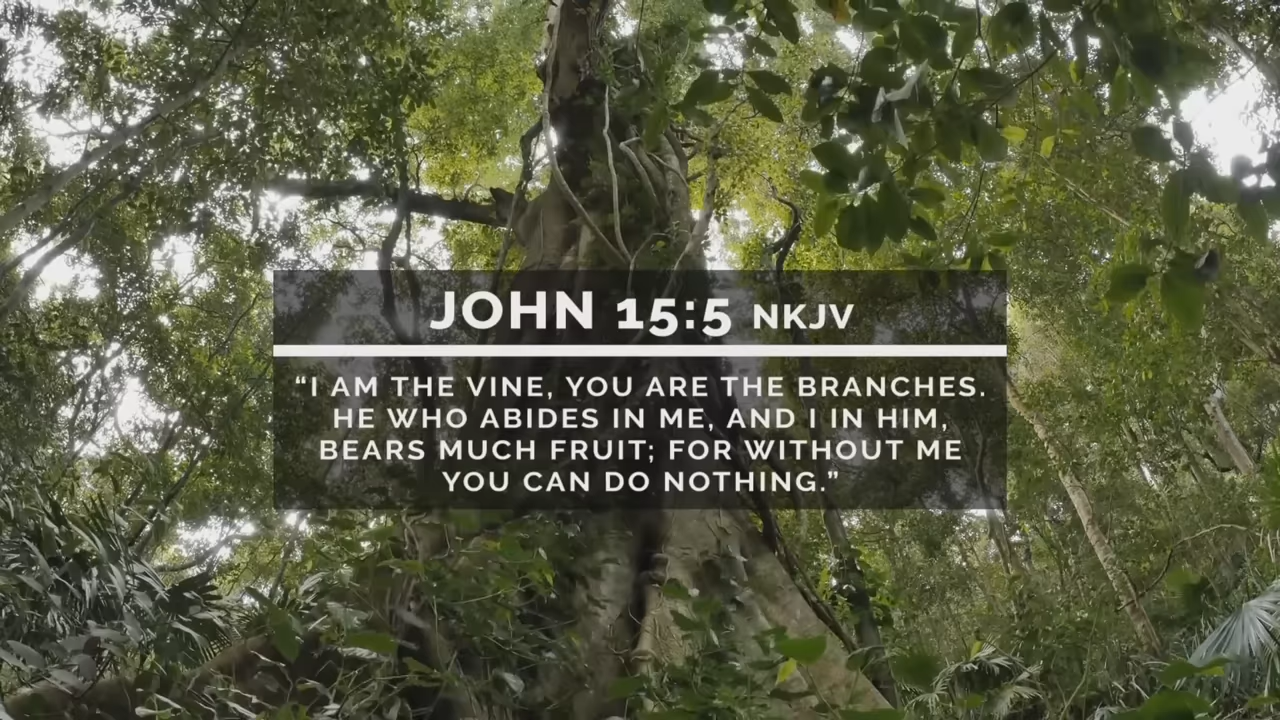 JOHN 15:5 NKJV
“I AM THE VINE, YOU ARE THE BRANCHES.
HE WHO ABIDES IN ME, AND I IN HIM,
BEARS MUCH FRUIT; FOR WITHOUT ME
YOU CAN DO NOTHING.”